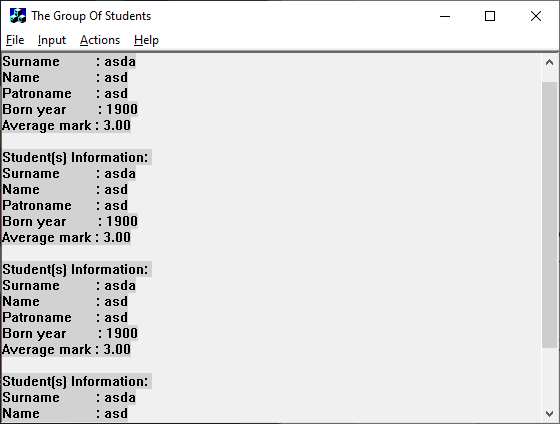 The Group Of Students
File Input Actions Help
Surname : asda
Name : asd
Patroname : asd
Born year : 1900
Average mark : 3.00
Student(s) Information:
Surname : asda
Name : asd
Patroname : asd
Born year : 1900
Average mark : 3.00
Student(s) Information:
Surname : asda
Name : asd
Patroname : asd
Born year : 1900
Average mark : 3.00
Student(s) Information:
Surname : asda
Name : asd